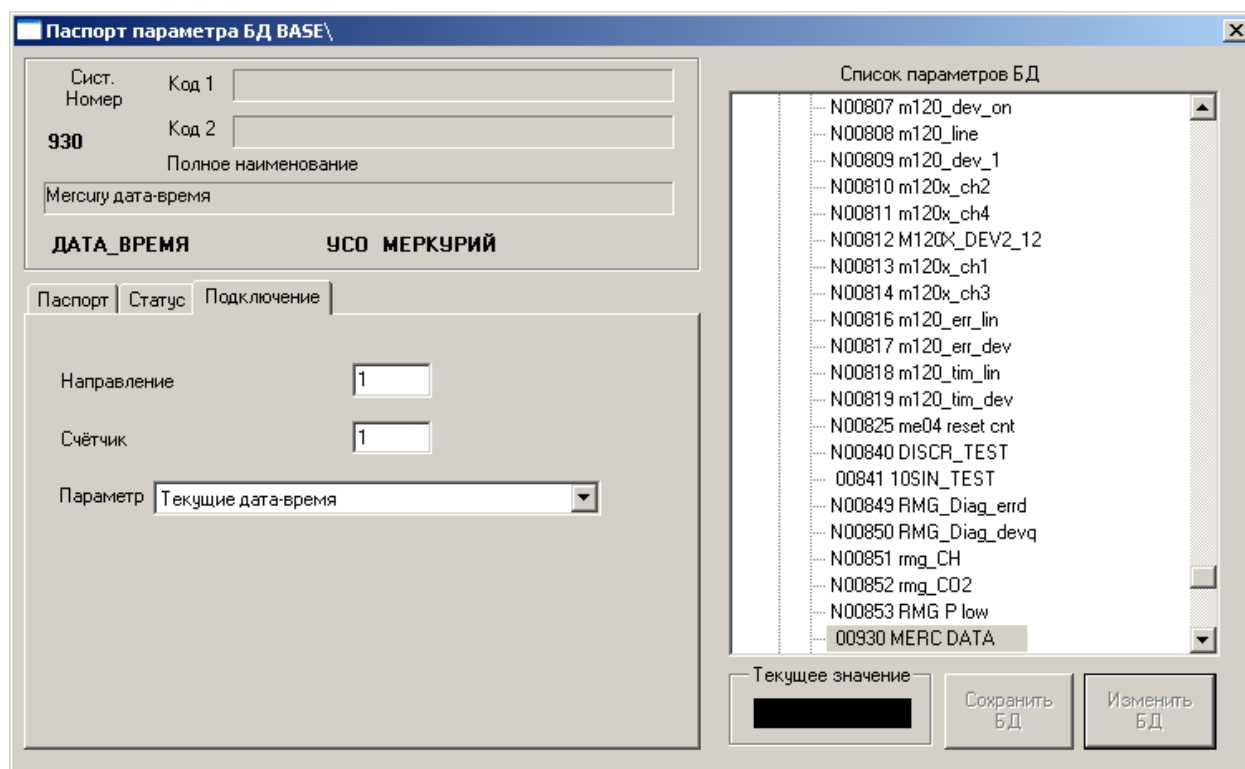 Паспорт параметра БД BASE\
Сист.
Номер
930
Код 1
Код 2
Полное наименование
Mercury дата-время
ДАТА_ВРЕМЯ УСО МЕРКУРИЙ
Паспорт Статус Подключение
Направление 1
Счётчик 1
Параметр Текущие дата-время
Список параметров БД
N00807 m120_dev_on
N00808 m120_line
N00809 m120_dev_1
N00810 m120x_ch2
N00811 m120x_ch4
N00812 M120X_DEV2_12
N00813 m120x_ch1
N00814 m120x_ch3
N00816 m120_err_lin
N00817 m120_err_dev
N00818 m120_tim_lin
N00819 m120_tim_dev
N00825 me04 reset cnt
N00840 DISCR_TEST
00841 10SIN_TEST
N00849 RMG_Diag_errd
N00850 RMG_Diag_devq
N00851 rmg_CH
N00852 rmg_CO2
N00853 RMG P low
00930 MERC DATA
Текущее значение
Сохранить
БД
Изменить
БД